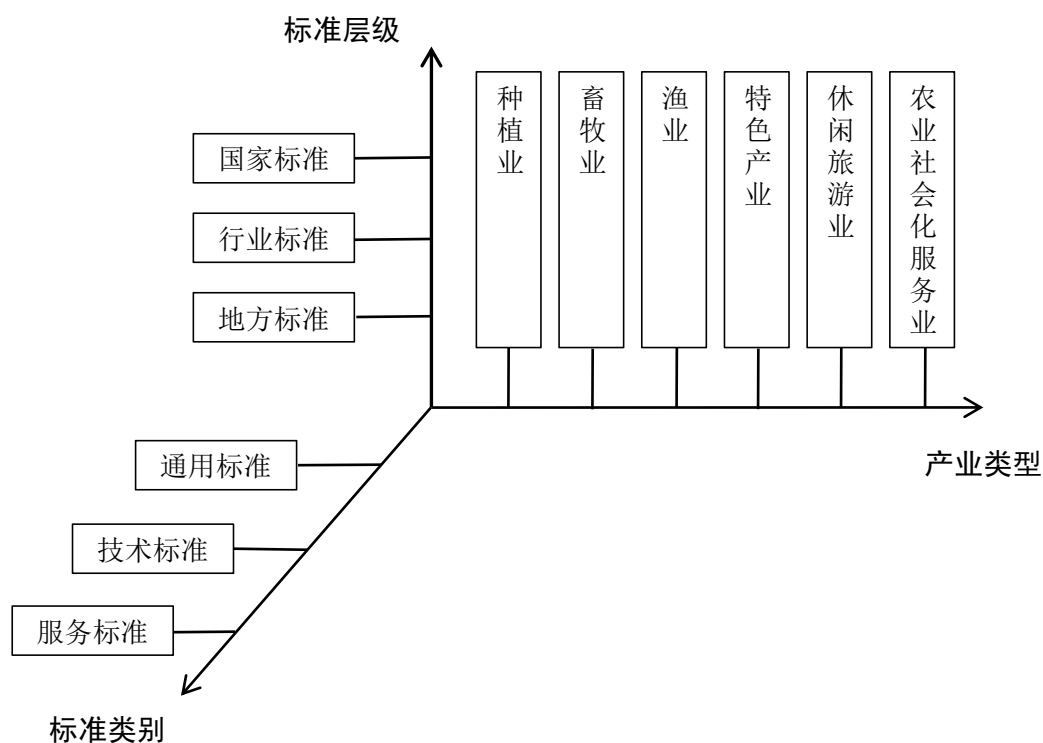 标准层级
种植业
畜牧业
渔业
特色产业
休闲旅游业
农业社会化服务业
国家标准
行业标准
地方标准
通用标准
产业类型
技术标准
服务标准
标准类别